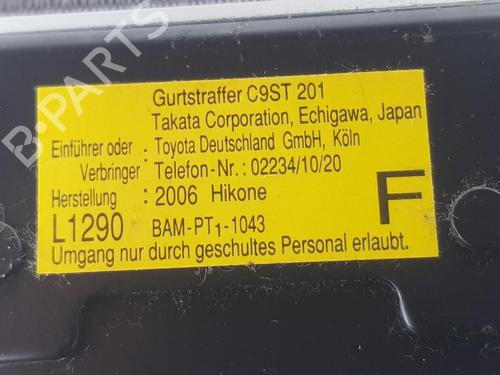 Gurtstraffer C9ST 201
Takata Corporation, Echigawa, Japan
Einführer oder : Toyota Deutschland GmbH, Köln
Verbringer Telefon-Nr.: 02234/10/20
Herstellung : 2006 Hikone
F
L1290 BAM-PT1-1043
Umgang nur durch geschultes Personal erlaubt.
B-PARTS